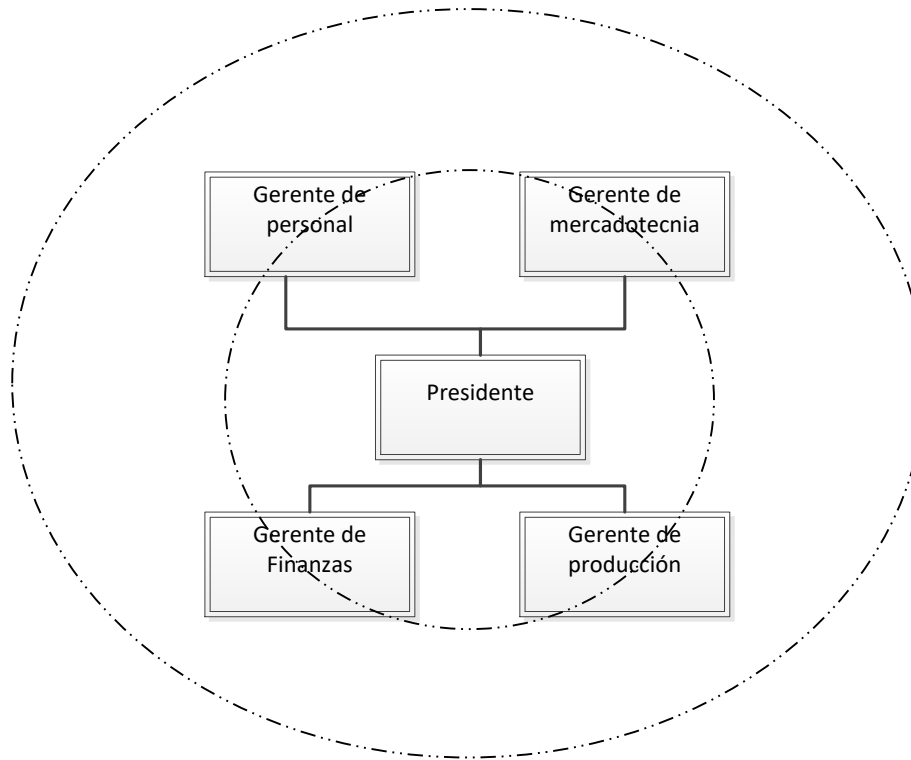 Gerente de
personal
Gerente de
mercadotecnia
Presidente
Gerente de
Finanzas
Gerente de
producción